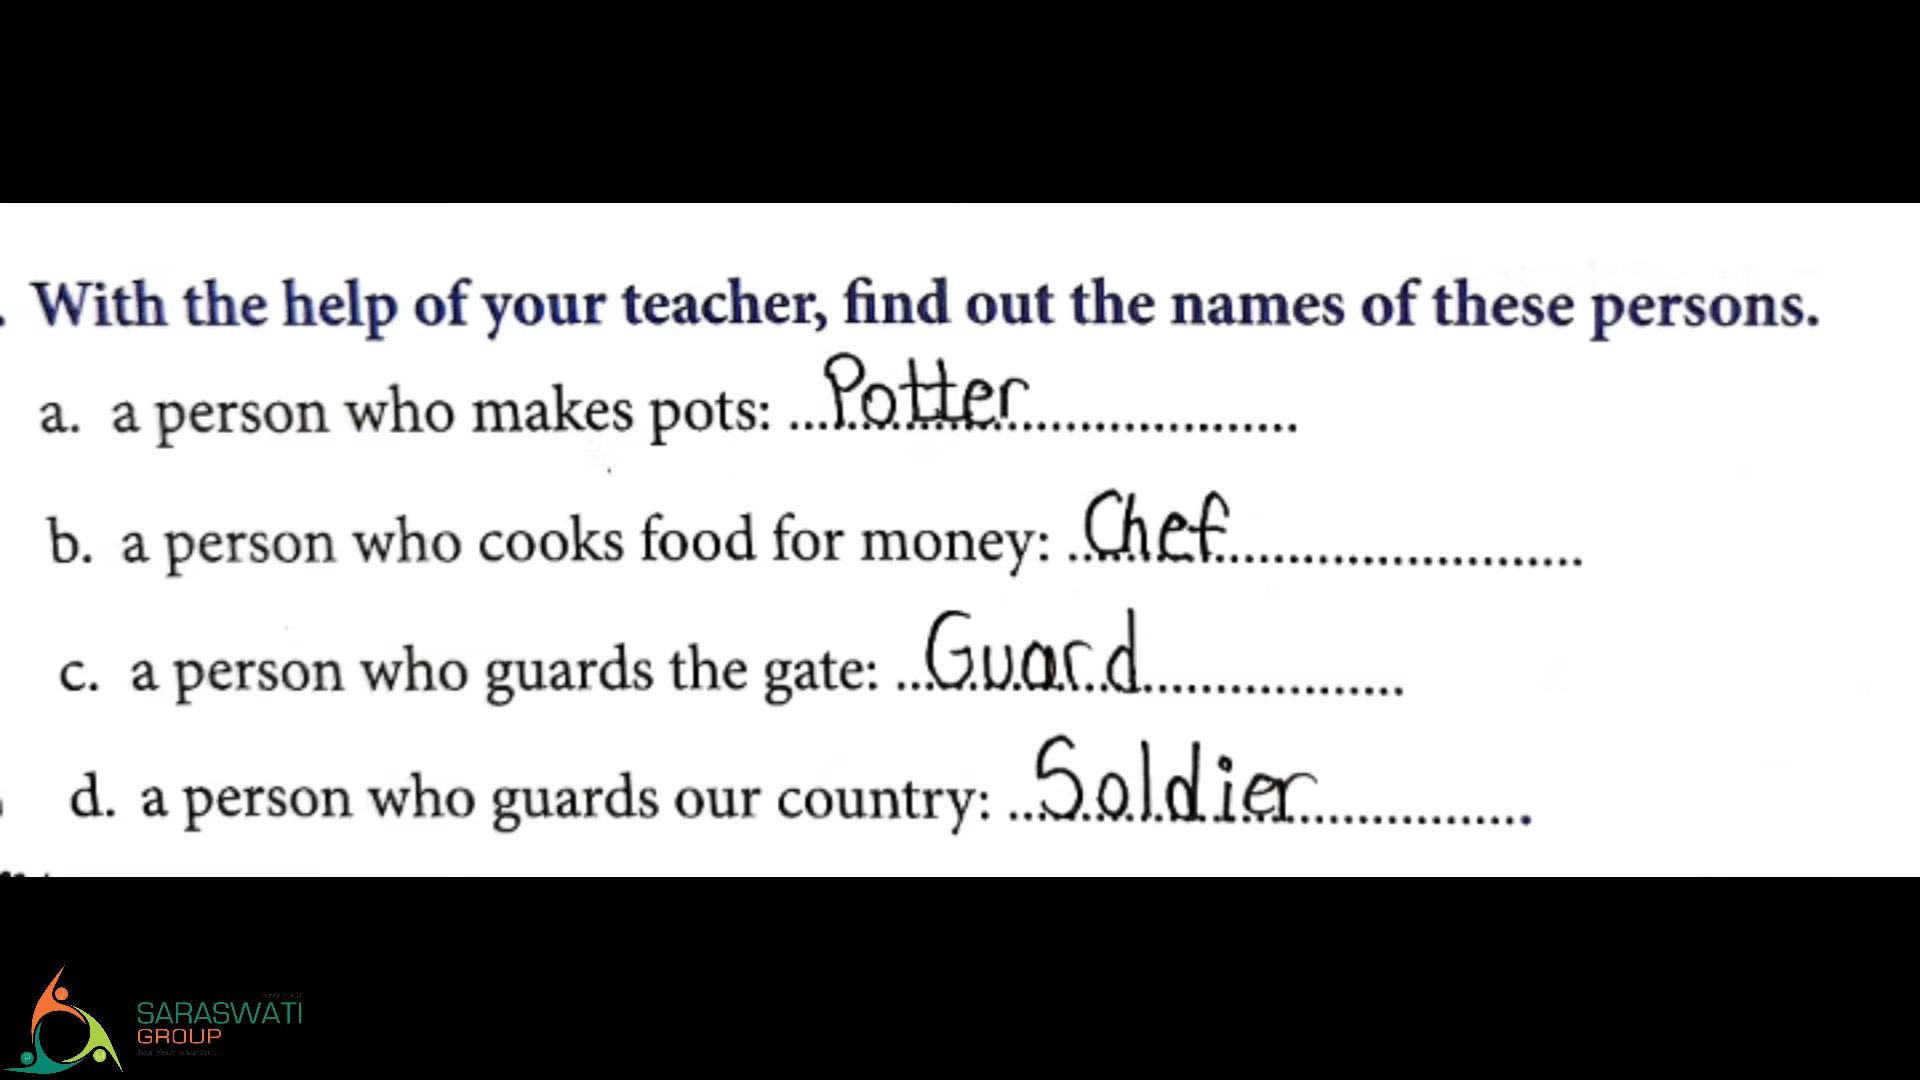 . With the help of your teacher, find out the names of these persons.
a. a person who makes pots: ...Potter..................
b. a person who cooks food for money: ...Chef..................
c. a person who guards the gate: ...Guard..................
d. a person who guards our country: ...Soldier..................
SARASWATI
GROUP